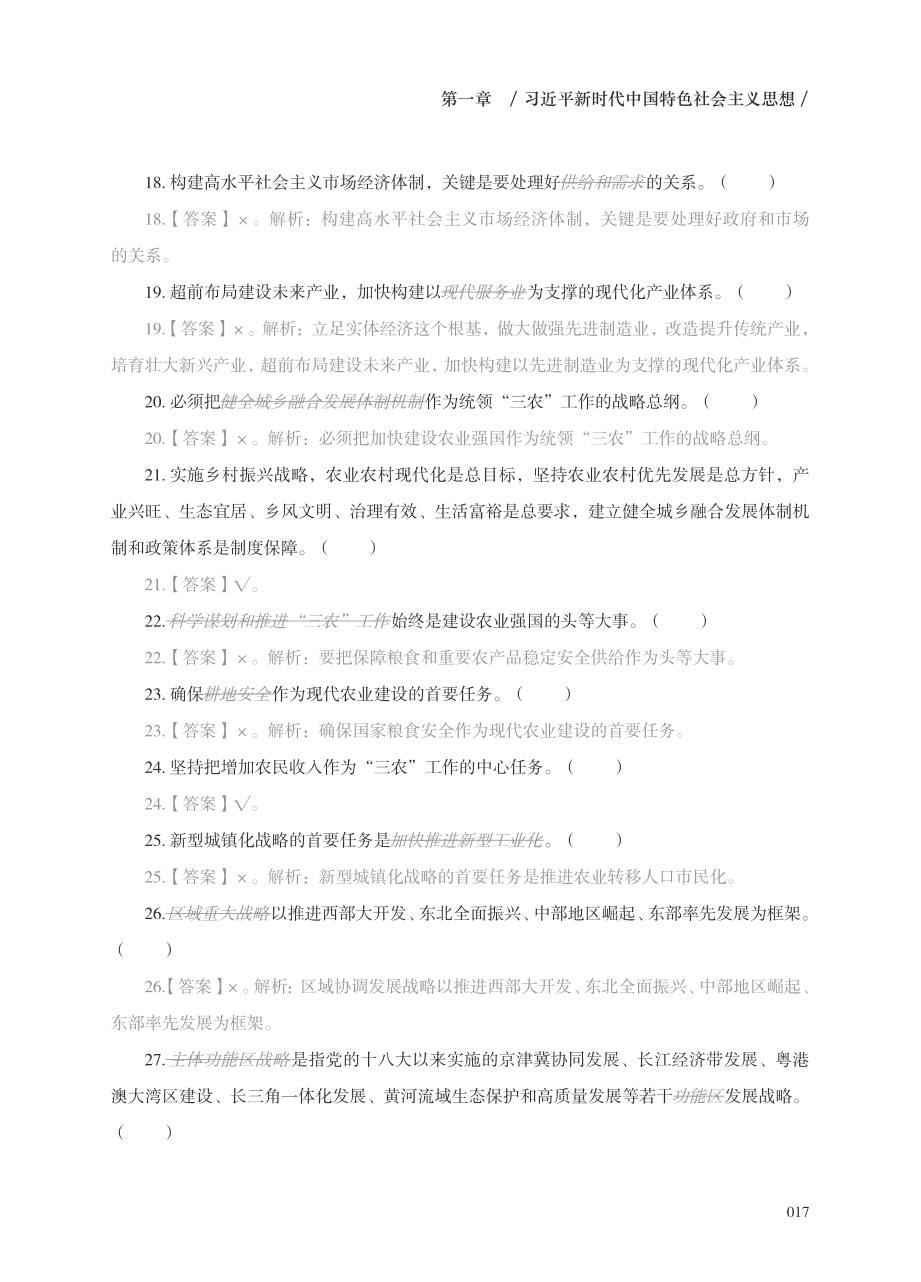 第一章 / 习近平新时代中国特色社会主义思想 /
18. 构建高水平社会主义市场经济体制，关键是要处理好供给和需求的关系。（　　）
18.【答案】×。解析：构建高水平社会主义市场经济体制，关键是要处理好政府和市场
的关系。
19. 超前布局建设未来产业，加快构建以现代服务业为支撑的现代化产业体系。（　　）
19.【答案】×。解析：立足实体经济这个根基，做大做强先进制造业，改造提升传统产业，
培育壮大新兴产业，超前布局建设未来产业，加快构建以先进制造业为支撑的现代化产业体系。
20. 必须把健全城乡融合发展体制机制作为统领“三农”工作的战略总纲。（　　）
20.【答案】×。解析：必须把加快建设农业强国作为统领“三农”工作的战略总纲。
21. 实施乡村振兴战略，农业农村现代化是总目标，坚持农业农村优先发展是总方针，产
业兴旺、生态宜居、乡风文明、治理有效、生活富裕是总要求，建立健全城乡融合发展体制机
制和政策体系是制度保障。（　　）
21.【答案】√。
22. 科学谋划和推进“三农”工作始终是建设农业强国的头等大事。（　　）
22.【答案】×。解析：要把保障粮食和重要农产品稳定安全供给作为头等大事。
23. 确保耕地安全作为现代农业建设的首要任务。（　　）
23.【答案】×。解析：确保国家粮食安全作为现代农业建设的首要任务。
24. 坚持把增加农民收入作为“三农”工作的中心任务。（　　）
24.【答案】√。
25. 新型城镇化战略的首要任务是加快推进新型工业化。（　　）
25.【答案】×。解析：新型城镇化战略的首要任务是推进农业转移人口市民化。
26. 区域重大战略以推进西部大开发、东北全面振兴、中部地区崛起、东部率先发展为框架。
（　　）
26.【答案】×。解析：区域协调发展战略以推进西部大开发、东北全面振兴、中部地区崛起、
东部率先发展为框架。
27. 主体功能区战略是指党的十八大以来实施的京津冀协同发展、长江经济带发展、粤港
澳大湾区建设、长三角一体化发展、黄河流域生态保护和高质量发展等若干功能区发展战略。
（　　）
017